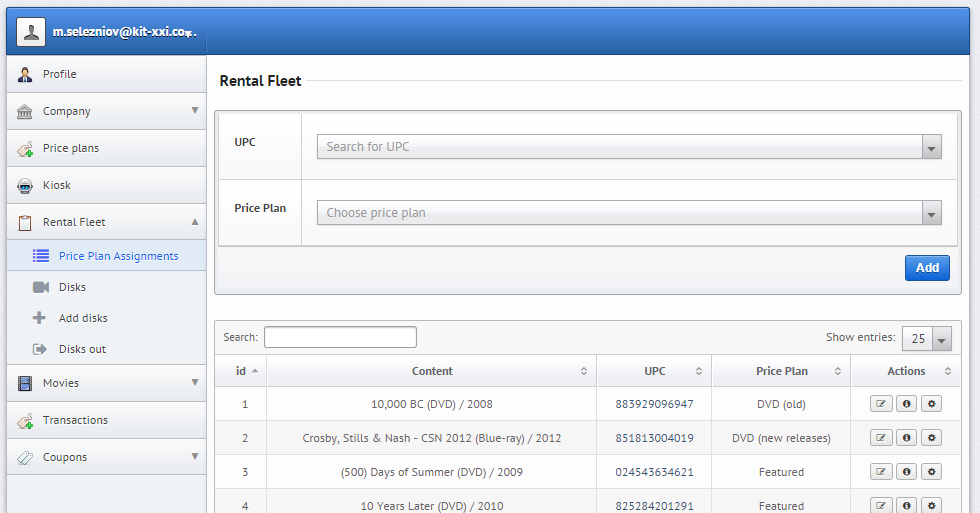 m.selezniov@kit-xxi.co...
Profile
Company
Price plans
Kiosk
Rental Fleet
Price Plan Assignments
Disks
Add disks
Disks out
Movies
Transactions
Coupons
Rental Fleet
UPC Search for UPC
Price Plan Choose price plan
Add
Search: Show entries: 25
id Content UPC Price Plan Actions
1 10,000 BC (DVD) / 2008 883929096947 DVD (old)
2 Crosby, Stills & Nash - CSN 2012 (Blue-ray) / 2012 851813004019 DVD (new releases)
3 (500) Days of Summer (DVD) / 2009 024543634621 Featured
4 10 Years Later (DVD) / 2010 825284201291 Featured